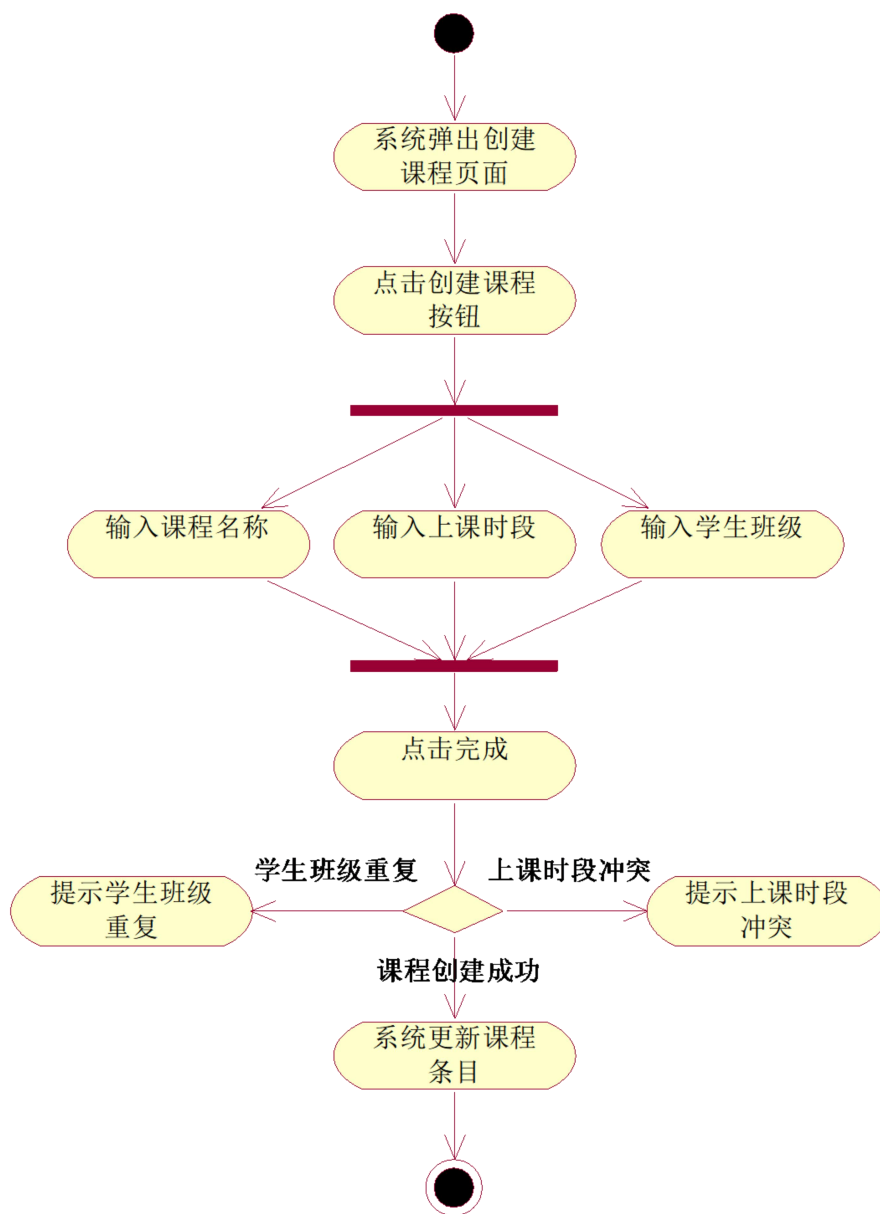 系统弹出创建
课程页面
点击创建课程
按钮
输入课程名称
输入上课时段
输入学生班级
点击完成
学生班级重复
上课时段冲突
提示学生班级
重复
提示上课时段
冲突
课程创建成功
系统更新课程
条目